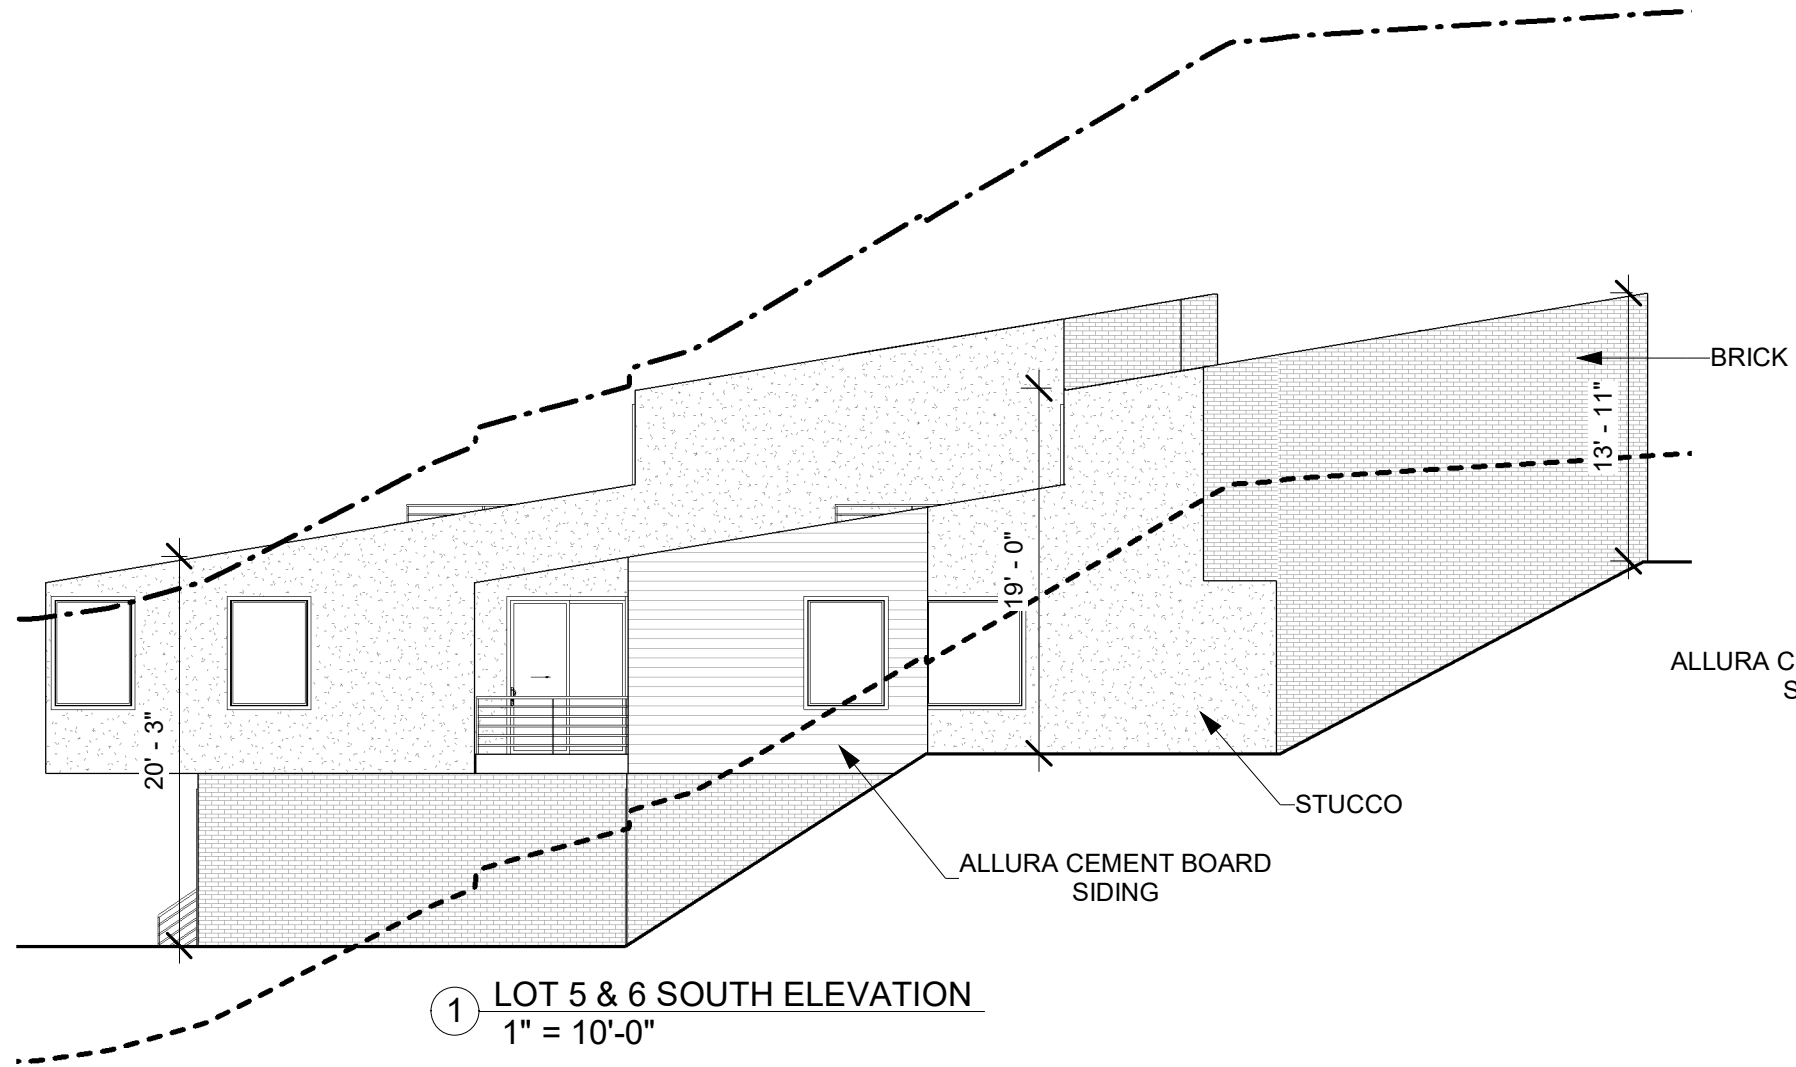 BRICK
13' - 11"
19' - 0"
ALLURA C
S
20' - 3"
STUCCO
ALLURA CEMENT BOARD
SIDING
1
LOT 5 & 6 SOUTH ELEVATION
1" = 10'-0"